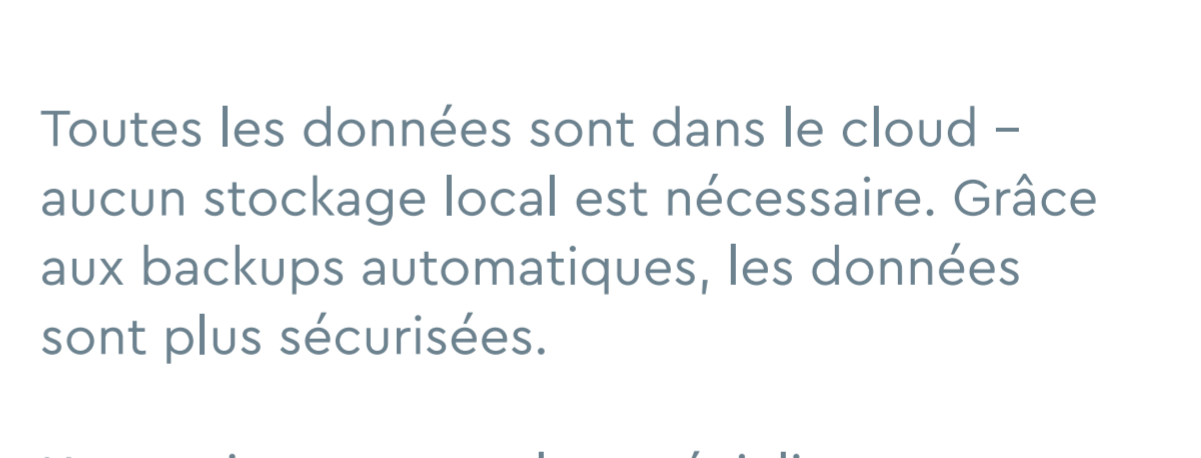 Toutes les données sont dans le cloud –
aucun stockage local est nécessaire. Grâce
aux backups automatiques, les données
sont plus sécurisées.